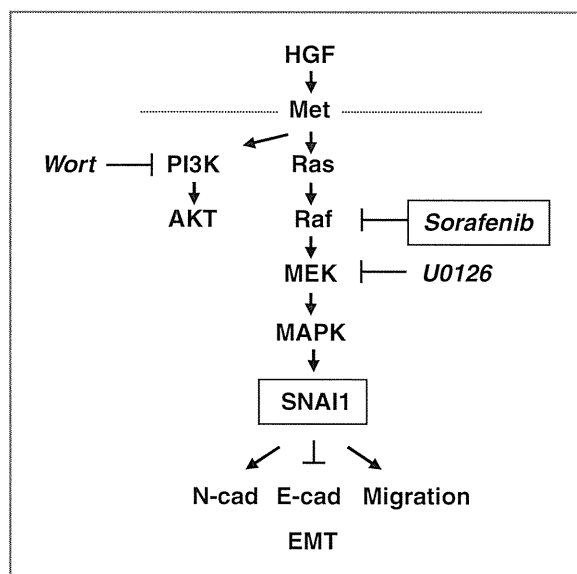 HGF
Met
Wort PI3K Ras
AKT Raf Sorafenib
MEK U0126
MAPK
SNAI1
N-cad E-cad Migration
EMT